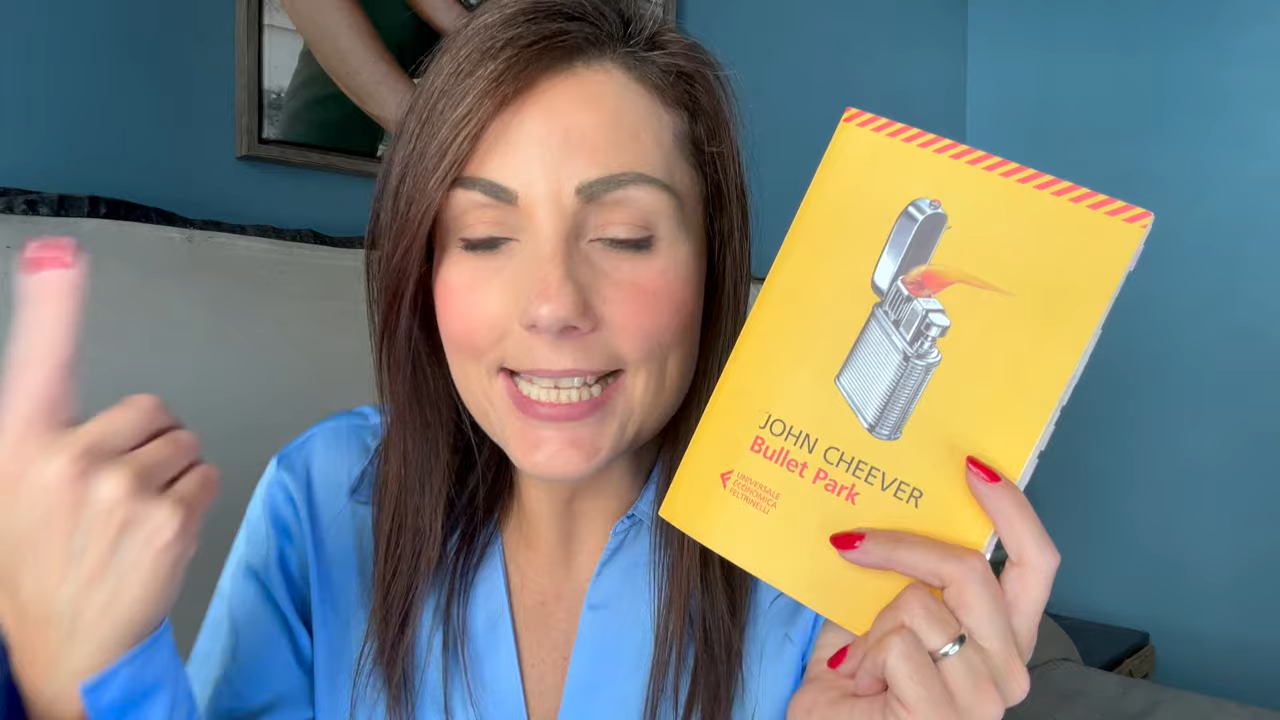 JOHN CHEEVER
Bullet Park
UNIVERSALE
ECONOMICA
FELTRINELLI